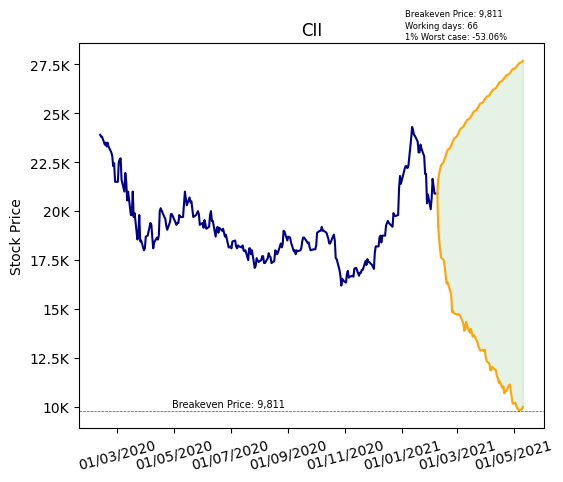 Breakeven Price: 9,811
Working days: 66
1% Worst case: -53.06%
CII
Stock Price
27.5K
25K
22.5K
20K
17.5K
15K
12.5K
10K
Breakeven Price: 9,811
01/03/2020 01/05/2020 01/07/2020 01/09/2020 01/11/2020 01/01/2021 01/03/2021 01/05/2021